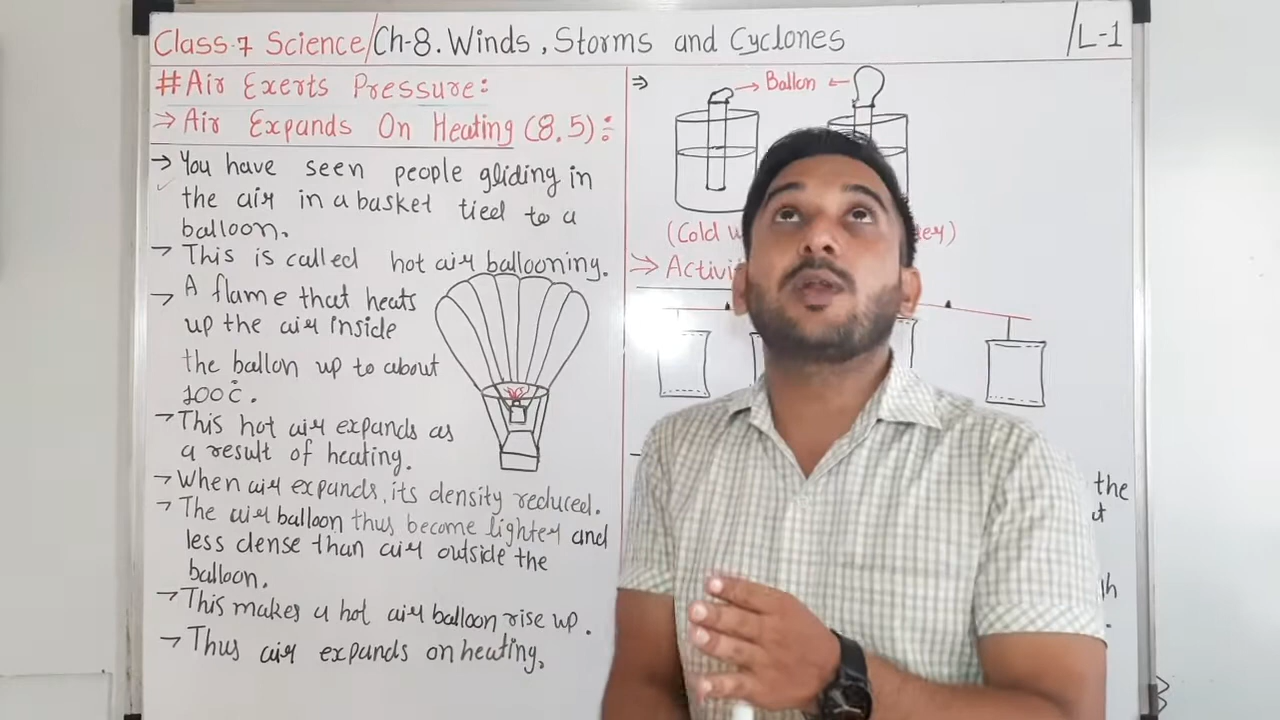 Class-7 Science/Ch-8. Winds, Storms and Cyclones /L-1
#Air Exerts Pressure:
⇒ Air Expands On Heating (8.5):
→ You have seen people gliding in
the air in a basket tied to a
balloon.
→ This is called hot air ballooning.
→ A flame that heats
up the air inside
the ballon up to about
100°C.
→ This hot air expands as
a result of heating.
→ When air expands, its density reduced.
→ The air balloon thus become lighter and
less dense than air outside the
balloon.
→ This makes a hot air balloon rise up.
→ Thus air expands on heating.
⇒ → Ballon ←
(Cold
⇒ Activi
the